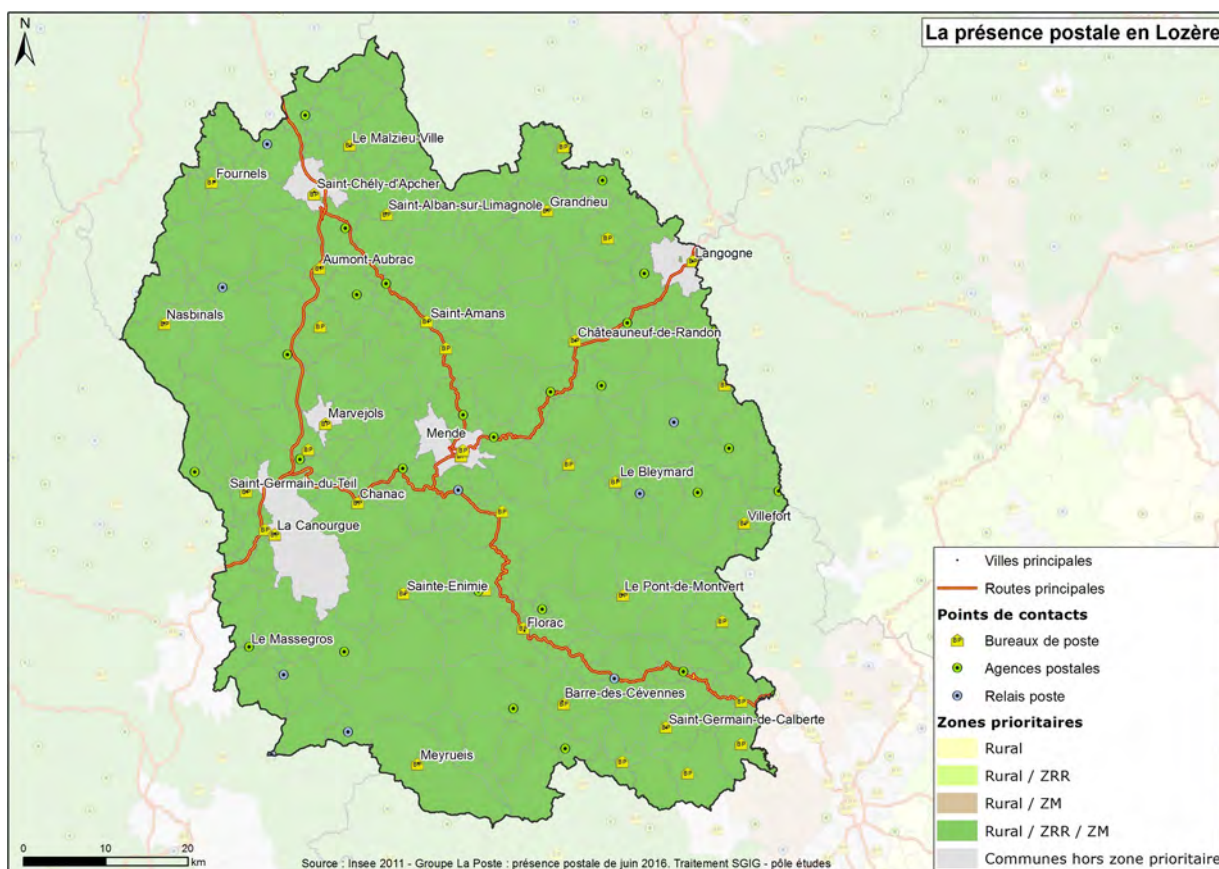 N
La présence postale en Lozère
Le Malzieu-Ville
Fournels
Saint-Chély-d'Apcher
Saint-Alban-sur-Limagnole
Grandrieu
Langogne
Aumont-Aubrac
Nasbinals
Saint-Amans
Châteauneuf-de-Randon
Marvejols
Mende
Le Bleymard
Saint-Germain-du-Teil
Chanac
Villefort
La Canourgue
Sainte-Enimie
Le Pont-de-Montvert
Florac
Le Massegros
Barre-des-Cévennes
Saint-Germain-de-Calberte
Meyrueis
Villes principales
Routes principales
Points de contacts
BP
Bureaux de poste
Agences postales
Relais poste
Zones prioritaires
Rural
Rural / ZRR
Rural / ZM
Rural / ZRR / ZM
Communes hors zone prioritaire
0 10 20
km
Source : Insee 2011 - Groupe La Poste : présence postale de juin 2016. Traitement SGIG - pôle études